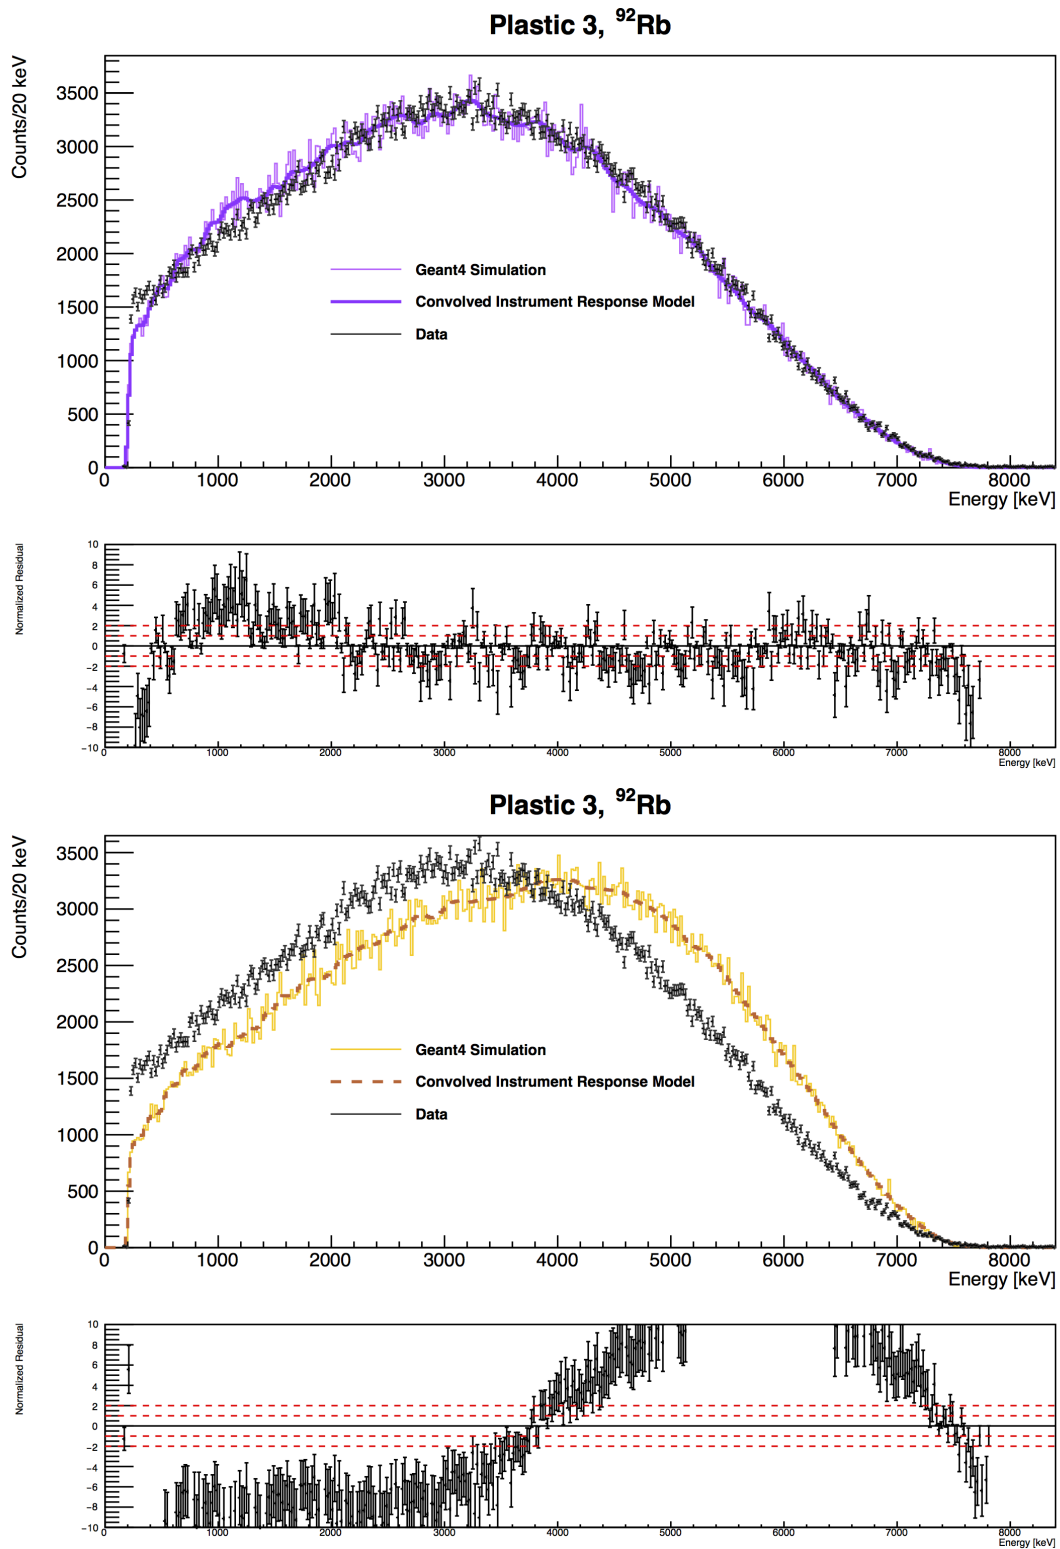 Plastic 3, ⁹²Rb
Counts/20 keV
3500
3000
2500
2000
1500
1000
500
0
Geant4 Simulation
Convolved Instrument Response Model
Data
0 1000 2000 3000 4000 5000 6000 7000 8000
Energy [keV]
Normalized Residual
10
8
6
4
2
0
−2
−4
−6
−8
−10
0 1000 2000 3000 4000 5000 6000 7000 8000
Energy [keV]
Plastic 3, ⁹²Rb
Counts/20 keV
3500
3000
2500
2000
1500
1000
500
0
Geant4 Simulation
Convolved Instrument Response Model
Data
0 1000 2000 3000 4000 5000 6000 7000 8000
Energy [keV]
Normalized Residual
10
8
6
4
2
0
−2
−4
−6
−8
−10
0 1000 2000 3000 4000 5000 6000 7000 8000
Energy [keV]